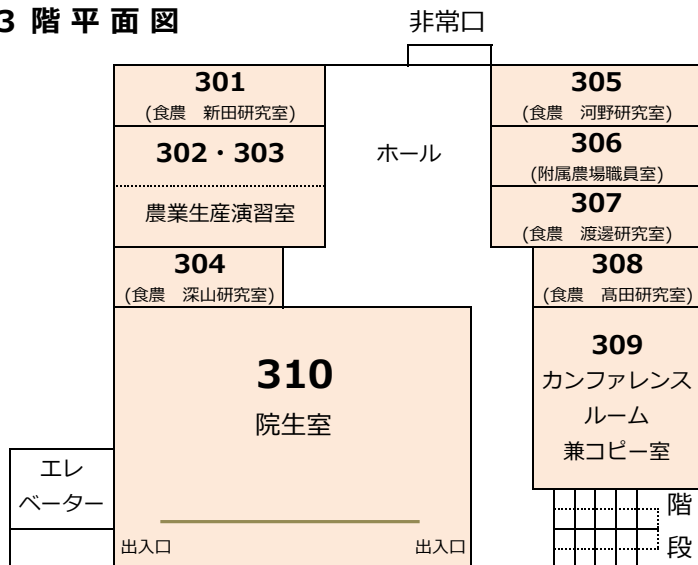 3 階 平 面 図
非常口
301
(食農　新田研究室)
302・303
農業生産演習室
304
(食農　深山研究室)
ホール
305
(食農　河野研究室)
306
(附属農場職員室)
307
(食農　渡邊研究室)
308
(食農　髙田研究室)
309
カンファレンス
ルーム
兼コピー室
310
院生室
エレ
ベーター
出入口
出入口
階
段